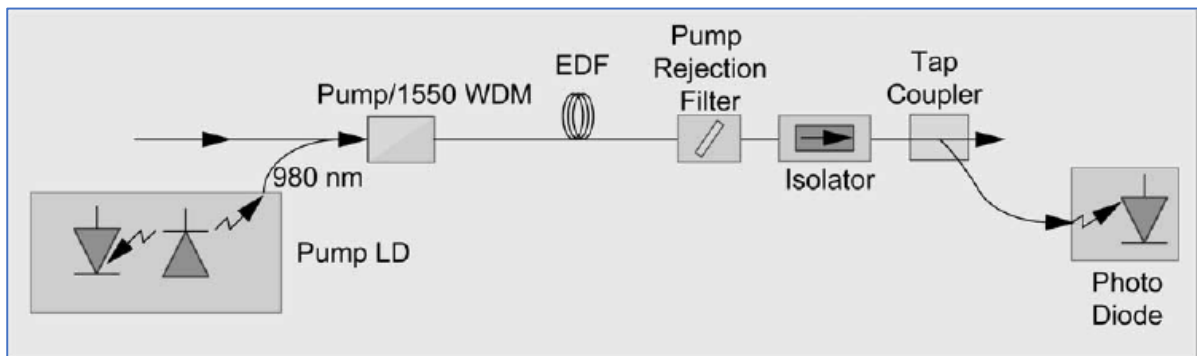 Pump/1550 WDM
EDF
Pump
Rejection
Filter
Tap
Coupler
Isolator
980 nm
Pump LD
Photo
Diode